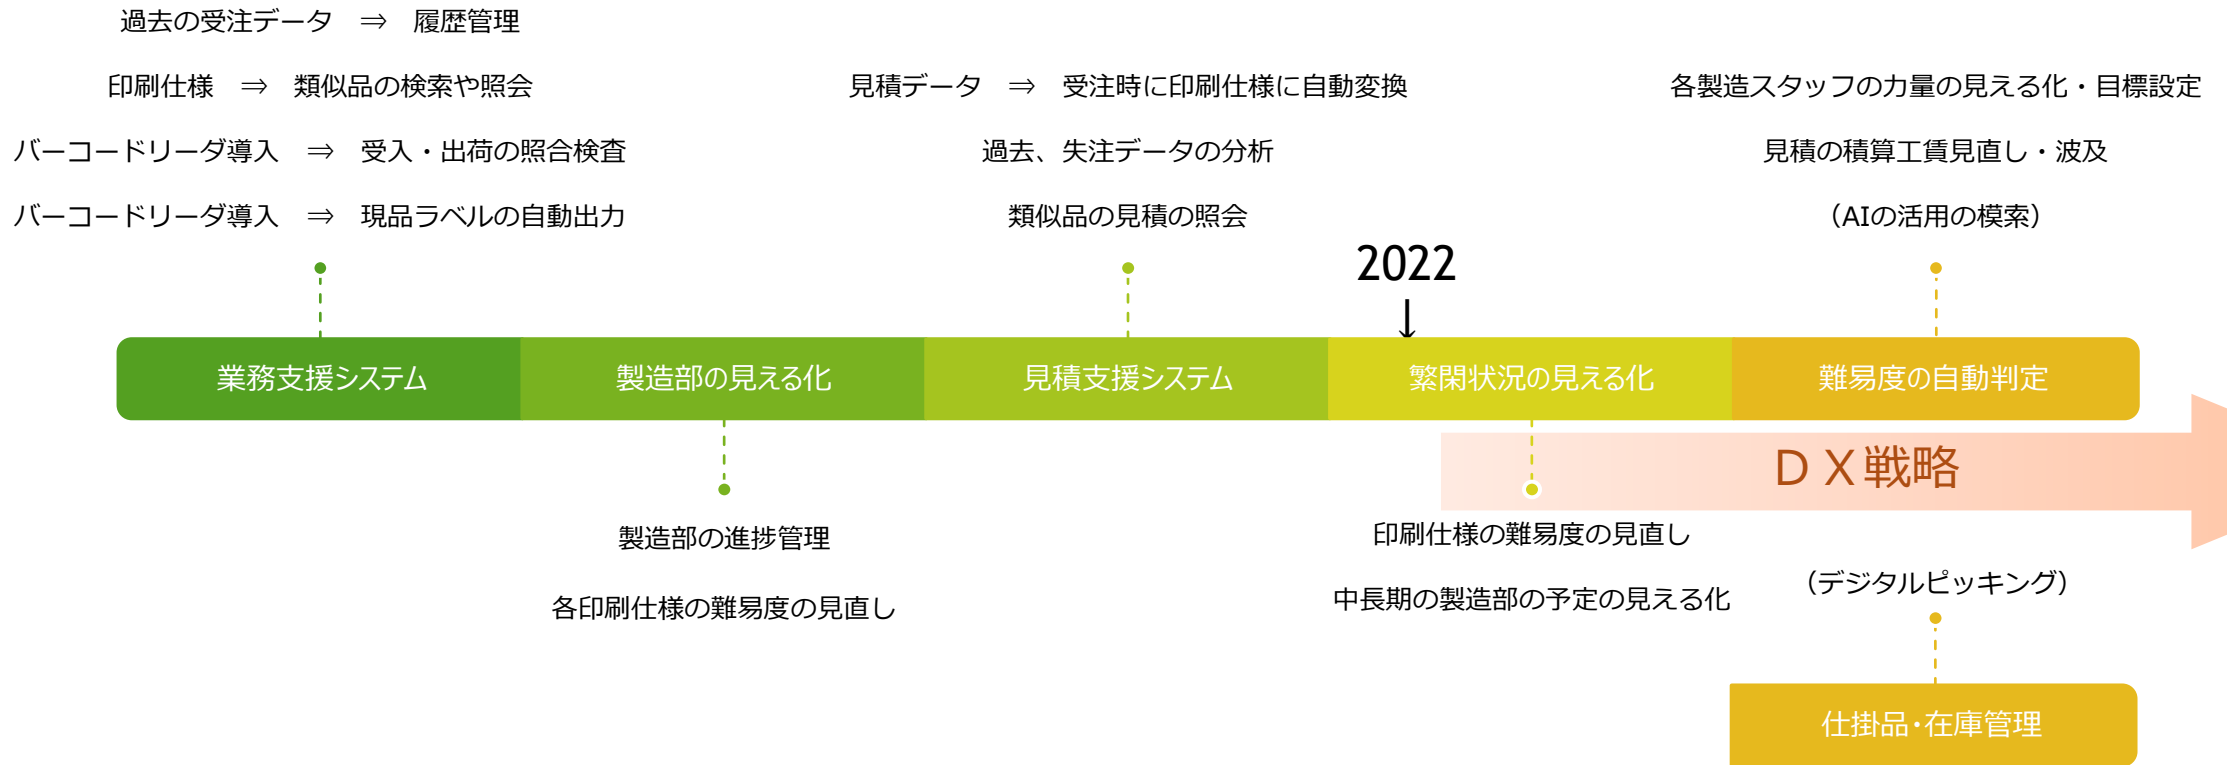 過去の受注データ　⇒　履歴管理
印刷仕様　⇒　類似品の検索や照会
バーコードリーダ導入　⇒　受入・出荷の照合検査
バーコードリーダ導入　⇒　現品ラベルの自動出力
見積データ　⇒　受注時に印刷仕様に自動変換
過去、失注データの分析
類似品の見積の照会
各製造スタッフの力量の見える化・目標設定
見積の積算工賃見直し・波及
（AIの活用の模索）
2022
↓
業務支援システム
製造部の見える化
見積支援システム
繁閑状況の見える化
難易度の自動判定
ＤＸ戦略
製造部の進捗管理
各印刷仕様の難易度の見直し
印刷仕様の難易度の見直し
中長期の製造部の予定の見える化
（デジタルピッキング）
仕掛品・在庫管理